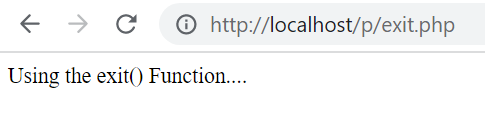 http://localhost/p/exit.php
Using the exit() Function....